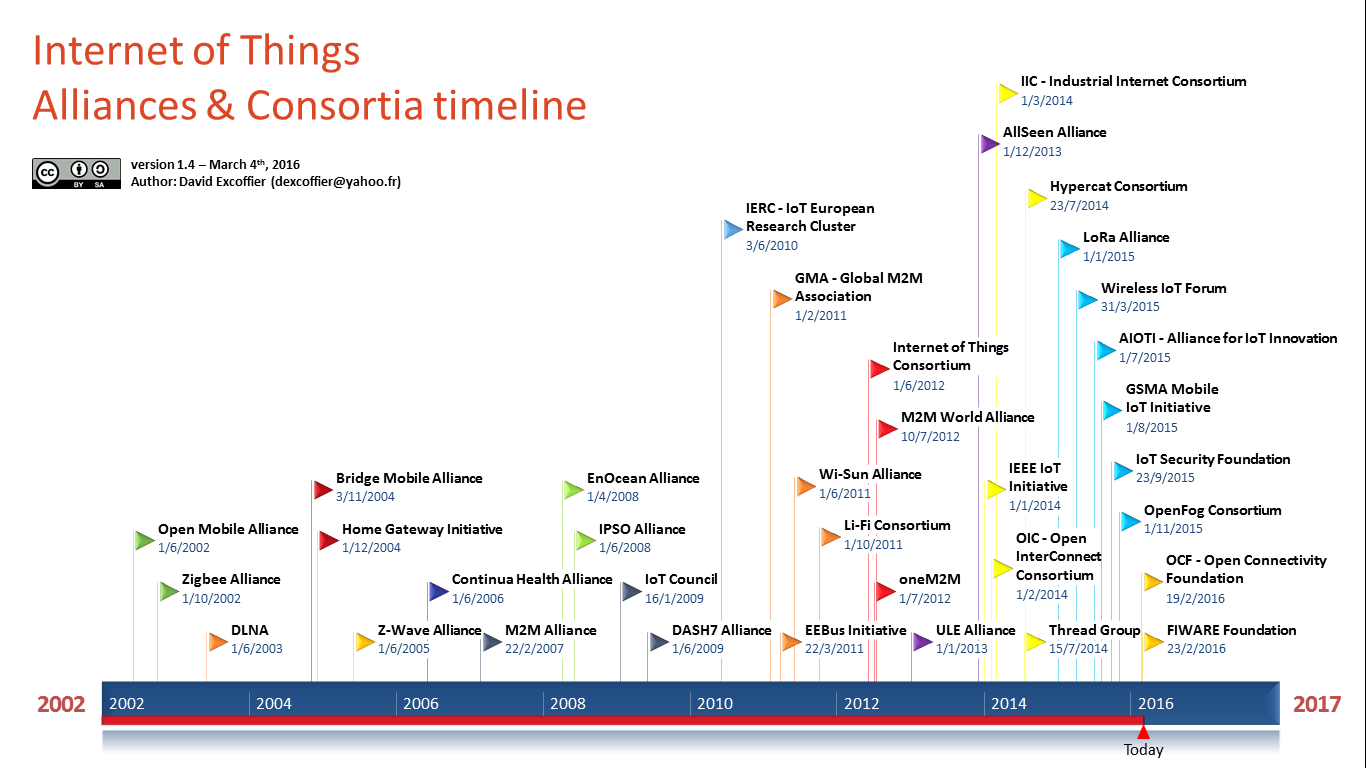 Internet of Things
Alliances & Consortia timeline
cc BY SA
version 1.4 – March 4th, 2016
Author: David Excoffier (dexcoffier@yahoo.fr)
IIC - Industrial Internet Consortium
1/3/2014
AllSeen Alliance
1/12/2013
Hypercat Consortium
23/7/2014
IERC - IoT European
Research Cluster
3/6/2010
LoRa Alliance
1/1/2015
GMA - Global M2M
Association
1/2/2011
Wireless IoT Forum
31/3/2015
Internet of Things
Consortium
1/6/2012
AIOTI - Alliance for IoT Innovation
1/7/2015
GSMA Mobile
IoT Initiative
1/8/2015
M2M World Alliance
10/7/2012
Bridge Mobile Alliance
3/11/2004
EnOcean Alliance
1/4/2008
Wi-Sun Alliance
1/6/2011
IEEE IoT
Initiative
1/1/2014
IoT Security Foundation
23/9/2015
Open Mobile Alliance
1/6/2002
Home Gateway Initiative
1/12/2004
IPSO Alliance
1/6/2008
Li-Fi Consortium
1/10/2011
OIC - Open
InterConnect
Consortium
1/2/2014
OpenFog Consortium
1/11/2015
Zigbee Alliance
1/10/2002
Continua Health Alliance
1/6/2006
IoT Council
16/1/2009
oneM2M
1/7/2012
OCF - Open Connectivity
Foundation
19/2/2016
DLNA
1/6/2003
Z-Wave Alliance
1/6/2005
M2M Alliance
22/2/2007
DASH7 Alliance
1/6/2009
EEBus Initiative
22/3/2011
ULE Alliance
1/1/2013
Thread Group
15/7/2014
FIWARE Foundation
23/2/2016
2002 2002 2004 2006 2008 2010 2012 2014 2016 2017
Today